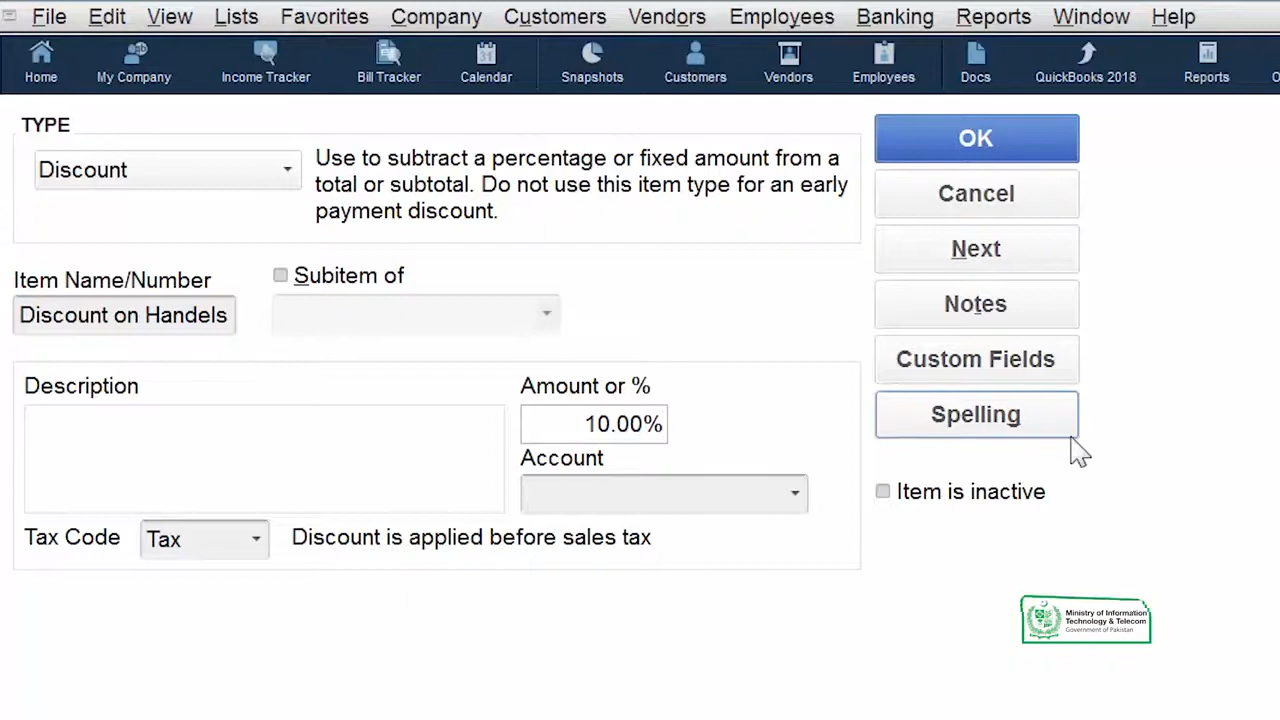 File Edit View Lists Favorites Company Customers Vendors Employees Banking Reports Window Help
Home My Company Income Tracker Bill Tracker Calendar Snapshots Customers Vendors Employees Docs QuickBooks 2018 Reports
TYPE
Discount
Use to subtract a percentage or fixed amount from a
total or subtotal. Do not use this item type for an early
payment discount.
OK
Cancel
Next
Notes
Custom Fields
Spelling
Item is inactive
Item Name/Number
Subitem of
Discount on Handels
Description
Amount or %
10.00%
Account
Tax Code
Tax
Discount is applied before sales tax
Ministry of Information
Technology & Telecom
Government of Pakistan